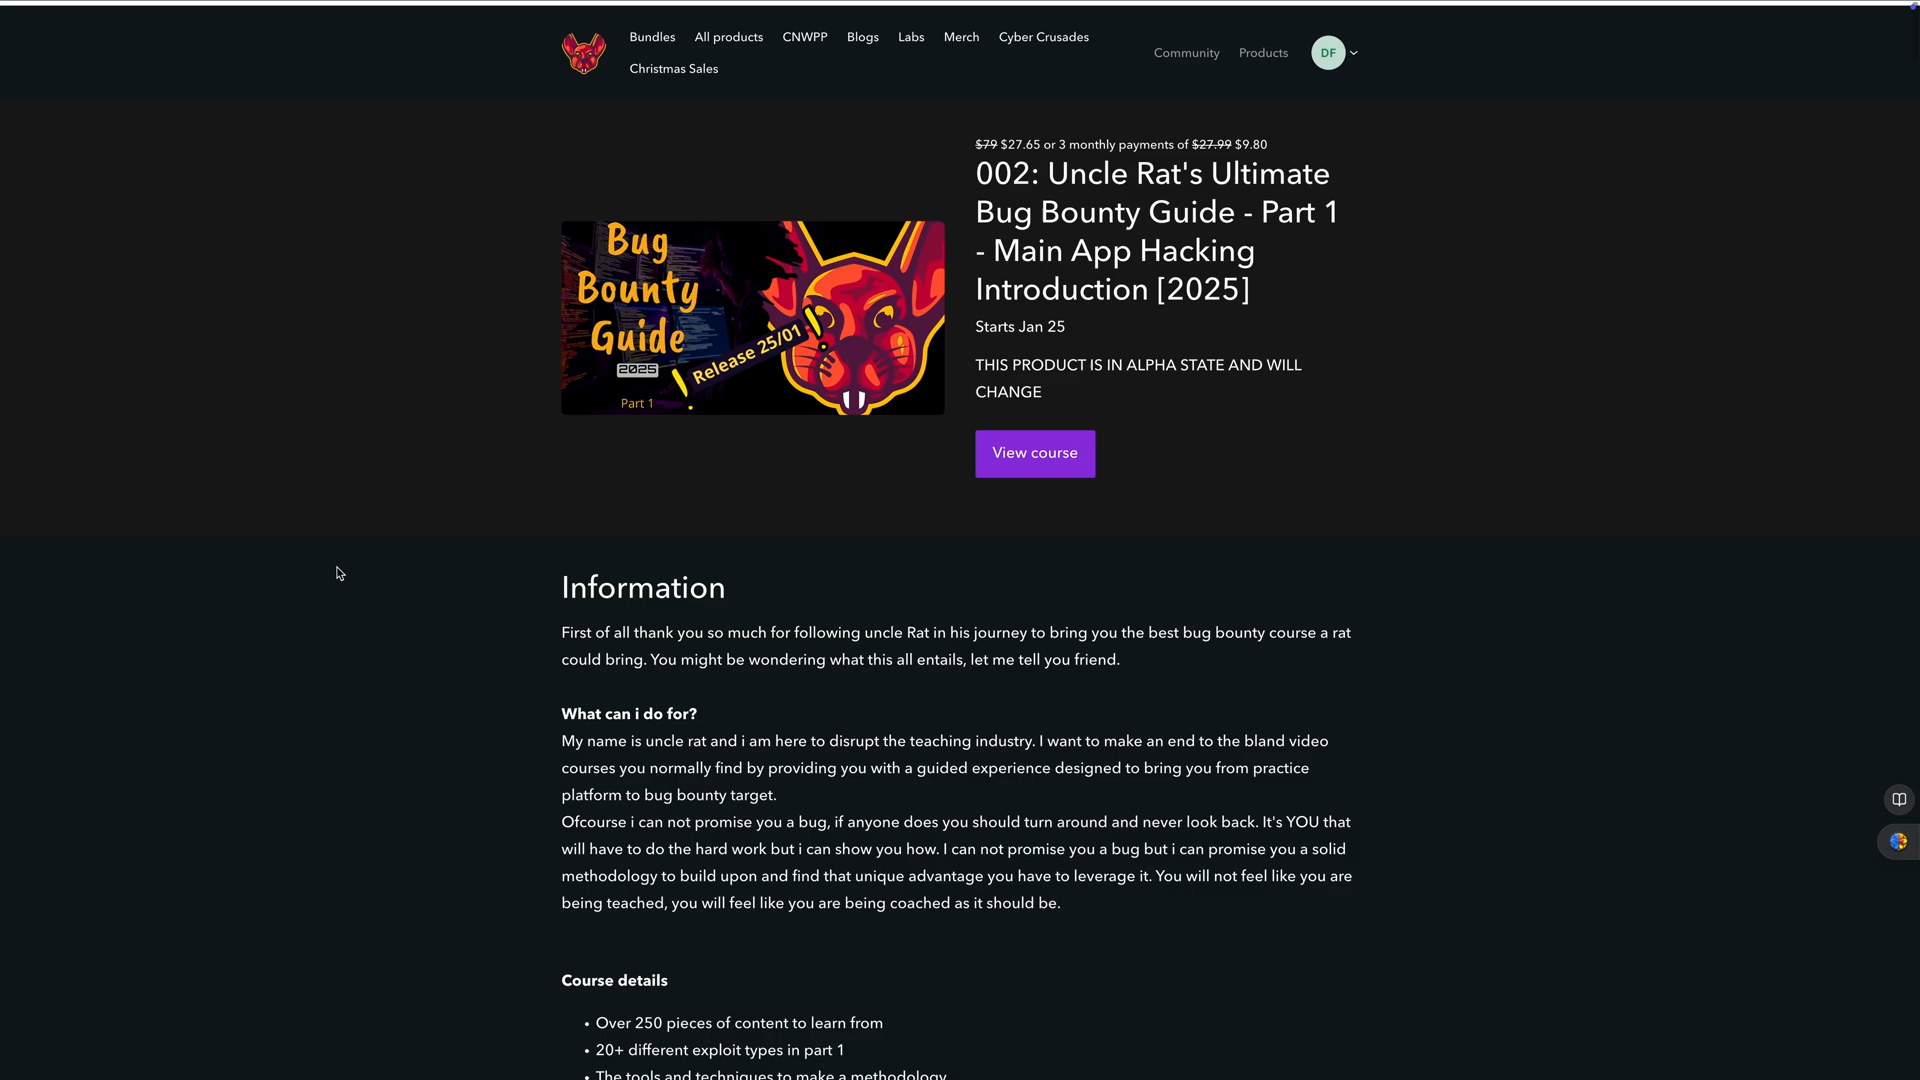 Bundles All products CNWPP Blogs Labs Merch Cyber Crusades
Christmas Sales
Community Products DF
$79 $27.65 or 3 monthly payments of $27.99 $9.80
002: Uncle Rat's Ultimate
Bug Bounty Guide - Part 1
- Main App Hacking
Introduction [2025]
Starts Jan 25
THIS PRODUCT IS IN ALPHA STATE AND WILL
CHANGE
View course
Bug
Bounty
Guide
2025
Part 1
! Release 25/01 !
Information
First of all thank you so much for following uncle Rat in his journey to bring you the best bug bounty course a rat
could bring. You might be wondering what this all entails, let me tell you friend.
What can i do for?
My name is uncle rat and i am here to disrupt the teaching industry. I want to make an end to the bland video
courses you normally find by providing you with a guided experience designed to bring you from practice
platform to bug bounty target.
Ofcourse i can not promise you a bug, if anyone does you should turn around and never look back. It's YOU that
will have to do the hard work but i can show you how. I can not promise you a bug but i can promise you a solid
methodology to build upon and find that unique advantage you have to leverage it. You will not feel like you are
being teached, you will feel like you are being coached as it should be.
Course details
• Over 250 pieces of content to learn from
• 20+ different exploit types in part 1
• The tools and techniques to make a methodology